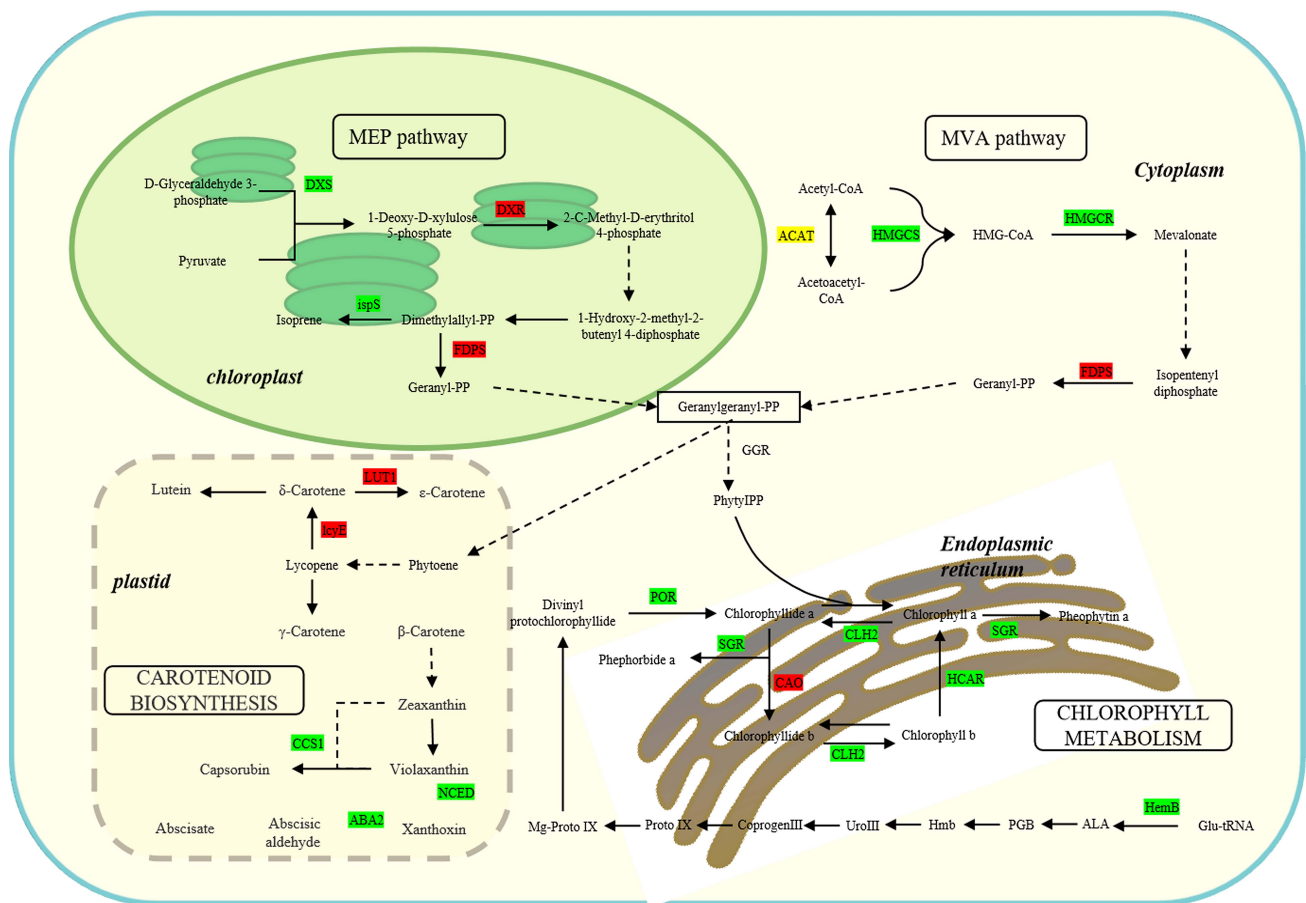 MEP pathway
MVA pathway
Cytoplasm
D-Glyceraldehyde 3-
phosphate
DXS
Pyruvate
1-Deoxy-D-xylulose
5-phosphate
DXR
2-C-Methyl-D-erythritol
4-phosphate
Isoprene
ispS
Dimethylallyl-PP
1-Hydroxy-2-methyl-2-
butenyl 4-diphosphate
FDPS
Geranyl-PP
chloroplast
Acetyl-CoA
ACAT
Acetoacetyl-
CoA
HMGCS
HMG-CoA
HMGCR
Mevalonate
Isopentenyl
diphosphate
FDPS
Geranyl-PP
Geranylgeranyl-PP
GGR
PhytylPP
Lutein
δ-Carotene
LUT1
ε-Carotene
lcyE
Lycopene
Phytoene
plastid
γ-Carotene
β-Carotene
CAROTENOID
BIOSYNTHESIS
Zeaxanthin
CCS1
Capsorubin
Violaxanthin
NCED
ABA2
Abscisate
Abscisic
aldehyde
Xanthoxin
Endoplasmic
reticulum
Divinyl
protochlorophyllide
POR
Chlorophyllide a
CLH2
Chlorophyll a
SGR
Pheophytin a
SGR
Phephorbide a
CAO
HCAR
Chlorophyllide b
CLH2
Chlorophyll b
CHLOROPHYLL
METABOLISM
Mg-Proto IX
Proto IX
CoprogenIII
UroIII
Hmb
PGB
ALA
HemB
Glu-tRNA